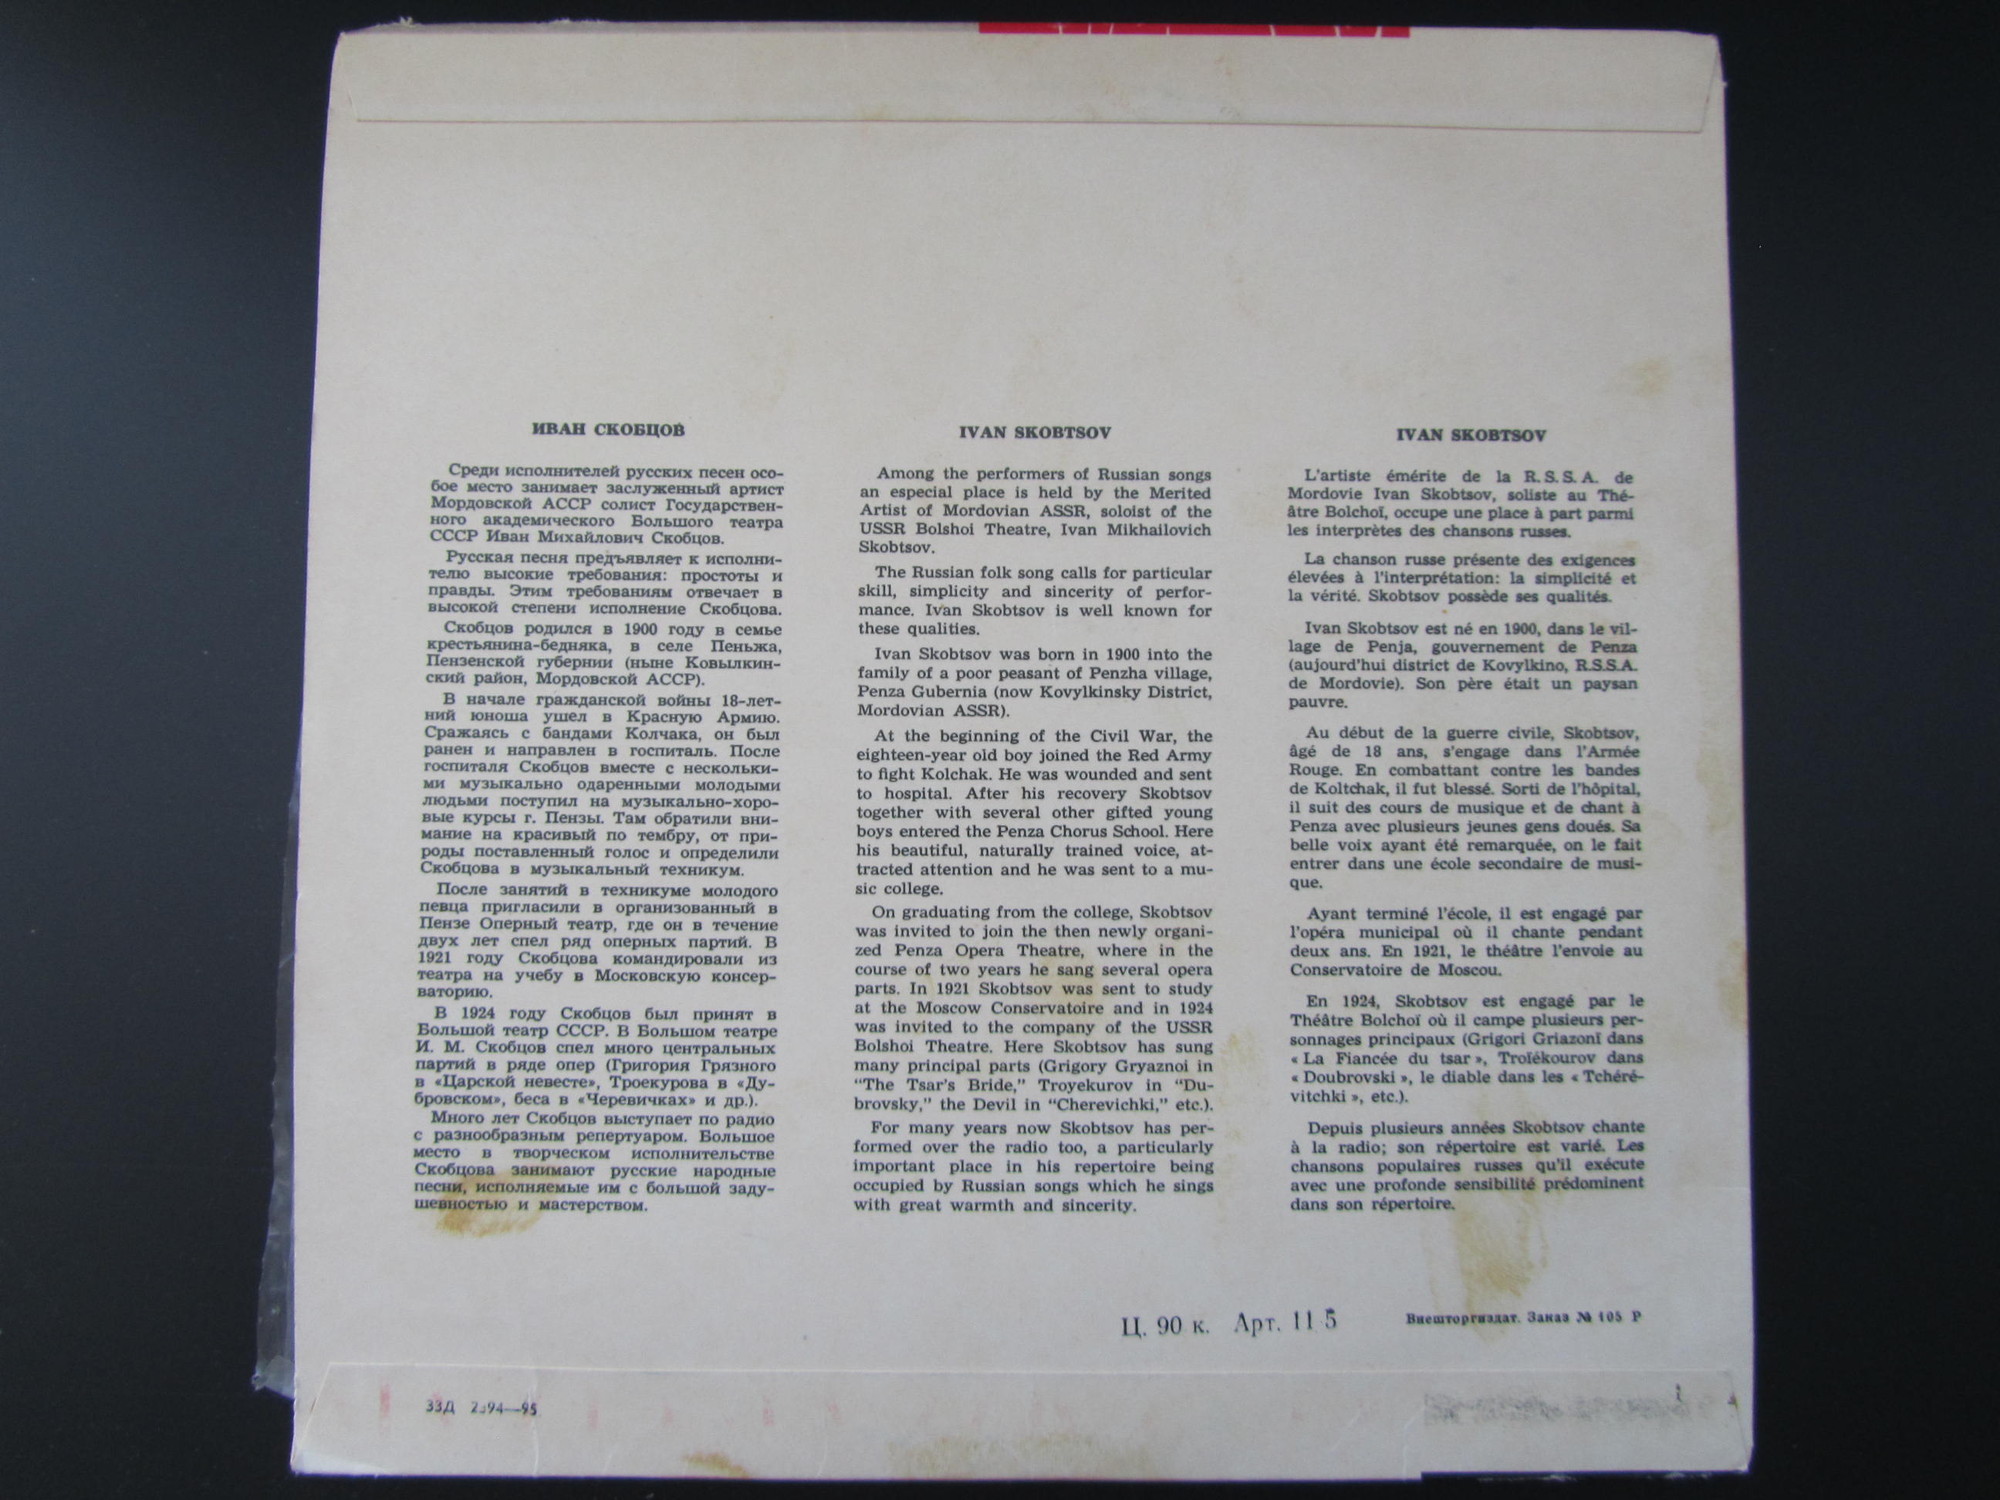 ИВАН СКОБЦОВ
Среди исполнителей русских песен осо-
бое место занимает заслуженный артист
Мордовской АССР солист Государствен-
ного академического Большого театра
СССР Иван Михайлович Скобцов.
Русская песня предъявляет к исполни-
телю высокие требования: простоты и
правды. Этим требованиям отвечает в
высокой степени исполнение Скобцова.
Скобцов родился в 1900 году в семье
крестьянина-бедняка, в селе Пеньжа,
Пензенской губернии (ныне Ковылкин-
ский район, Мордовской АССР).
В начале гражданской войны 18-лет-
ний юноша ушел в Красную Армию.
Сражаясь с бандами Колчака, он был
ранен и направлен в госпиталь. После
госпиталя Скобцов вместе с нескольки-
ми музыкально одаренными молодыми
людьми поступил на музыкально-хоро-
вые курсы г. Пензы. Там обратили вни-
мание на красивый по тембру, от при-
роды поставленный голос и определили
Скобцова в музыкальный техникум.
После занятий в техникуме молодого
певца пригласили в организованный в
Пензе Оперный театр, где он в течение
двух лет спел ряд оперных партий. В
1921 году Скобцова командировали из
театра на учебу в Московскую консер-
ваторию.
В 1924 году Скобцов был принят в
Большой театр СССР. В Большом театре
И. М. Скобцов спел много центральных
партий в ряде опер (Григория Грязного
в «Царской невесте», Троекурова в «Ду-
бровском», беса в «Черевичках» и др.).
Много лет Скобцов выступает по радио
с разнообразным репертуаром. Большое
место в творческом исполнительстве
Скобцова занимают русские народные
песни, исполняемые им с большой заду-
шевностью и мастерством.
IVAN SKOBTSOV
Among the performers of Russian songs
an especial place is held by the Merited
Artist of Mordovian ASSR, soloist of the
USSR Bolshoi Theatre, Ivan Mikhailovich
Skobtsov.
The Russian folk song calls for particular
skill, simplicity and sincerity of perfor-
mance. Ivan Skobtsov is well known for
these qualities.
Ivan Skobtsov was born in 1900 into the
family of a poor peasant of Penzha village,
Penza Gubernia (now Kovylkinsky District,
Mordovian ASSR).
At the beginning of the Civil War, the
eighteen-year old boy joined the Red Army
to fight Kolchak. He was wounded and sent
to hospital. After his recovery Skobtsov
together with several other gifted young
boys entered the Penza Chorus School. Here
his beautiful, naturally trained voice, at-
tracted attention and he was sent to a mu-
sic college.
On graduating from the college, Skobtsov
was invited to join the then newly organi-
zed Penza Opera Theatre, where in the
course of two years he sang several opera
parts. In 1921 Skobtsov was sent to study
at the Moscow Conservatoire and in 1924
was invited to the company of the USSR
Bolshoi Theatre. Here Skobtsov has sung
many principal parts (Grigory Gryaznoi in
“The Tsar's Bride,” Troyekurov in “Du-
brovsky,” the Devil in “Cherevichki,” etc.).
For many years now Skobtsov has per-
formed over the radio too, a particularly
important place in his repertoire being
occupied by Russian songs which he sings
with great warmth and sincerity.
IVAN SKOBTSOV
L'artiste émérite de la R.S.S.A. de
Mordovie Ivan Skobtsov, soliste au Thé-
âtre Bolchoï, occupe une place à part parmi
les interprètes des chansons russes.
La chanson russe présente des exigences
élevées à l'interprétation: la simplicité et
la vérité. Skobtsov possède ses qualités.
Ivan Skobtsov est né en 1900, dans le vil-
lage de Penja, gouvernement de Penza
(aujourd'hui district de Kovylkino, R.S.S.A.
de Mordovie). Son père était un paysan
pauvre.
Au début de la guerre civile, Skobtsov,
âgé de 18 ans, s'engage dans l'Armée
Rouge. En combattant contre les bandes
de Koltchak, il fut blessé. Sorti de l'hôpital,
il suit des cours de musique et de chant à
Penza avec plusieurs jeunes gens doués. Sa
belle voix ayant été remarquée, on le fait
entrer dans une école secondaire de musi-
que.
Ayant terminé l'école, il est engagé par
l'opéra municipal où il chante pendant
deux ans. En 1921, le théâtre l'envoie au
Conservatoire de Moscou.
En 1924, Skobtsov est engagé par le
Théâtre Bolchoï où il campe plusieurs per-
sonnages principaux (Grigori Griaznoï dans
« La Fiancée du tsar », Troïékourov dans
« Doubrovski », le diable dans les « Tchéré-
vitchki », etc.).
Depuis plusieurs années Skobtsov chante
à la radio; son répertoire est varié. Les
chansons populaires russes qu'il exécute
avec une profonde sensibilité prédominent
dans son répertoire.
Ц. 90 к. Арт. 11 5
Внешторгиздат. Заказ № 105 Р
33Д